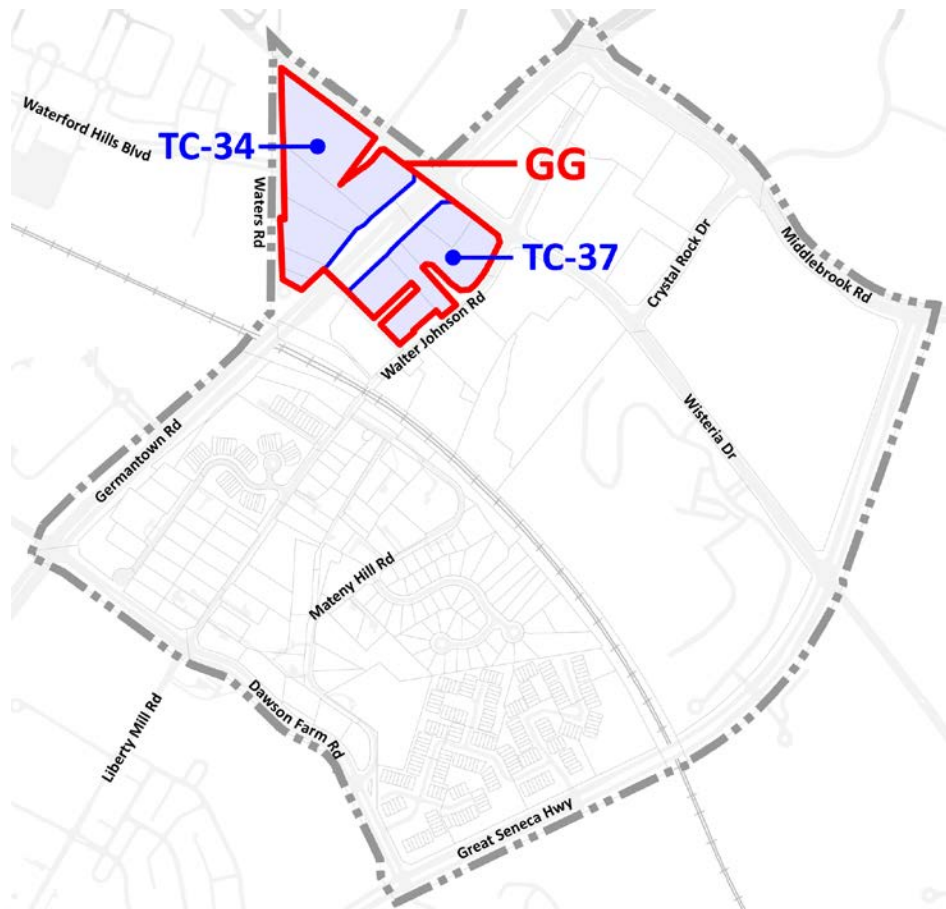 Waterford Hills Blvd
TC-34
GG
Waters Rd
TC-37
Crystal Rock Dr
Middlebrook Rd
Walter Johnson Rd
Wisteria Dr
Germantown Rd
Mateny Hill Rd
Liberty Mill Rd
Dawson Farm Rd
Great Seneca Hwy